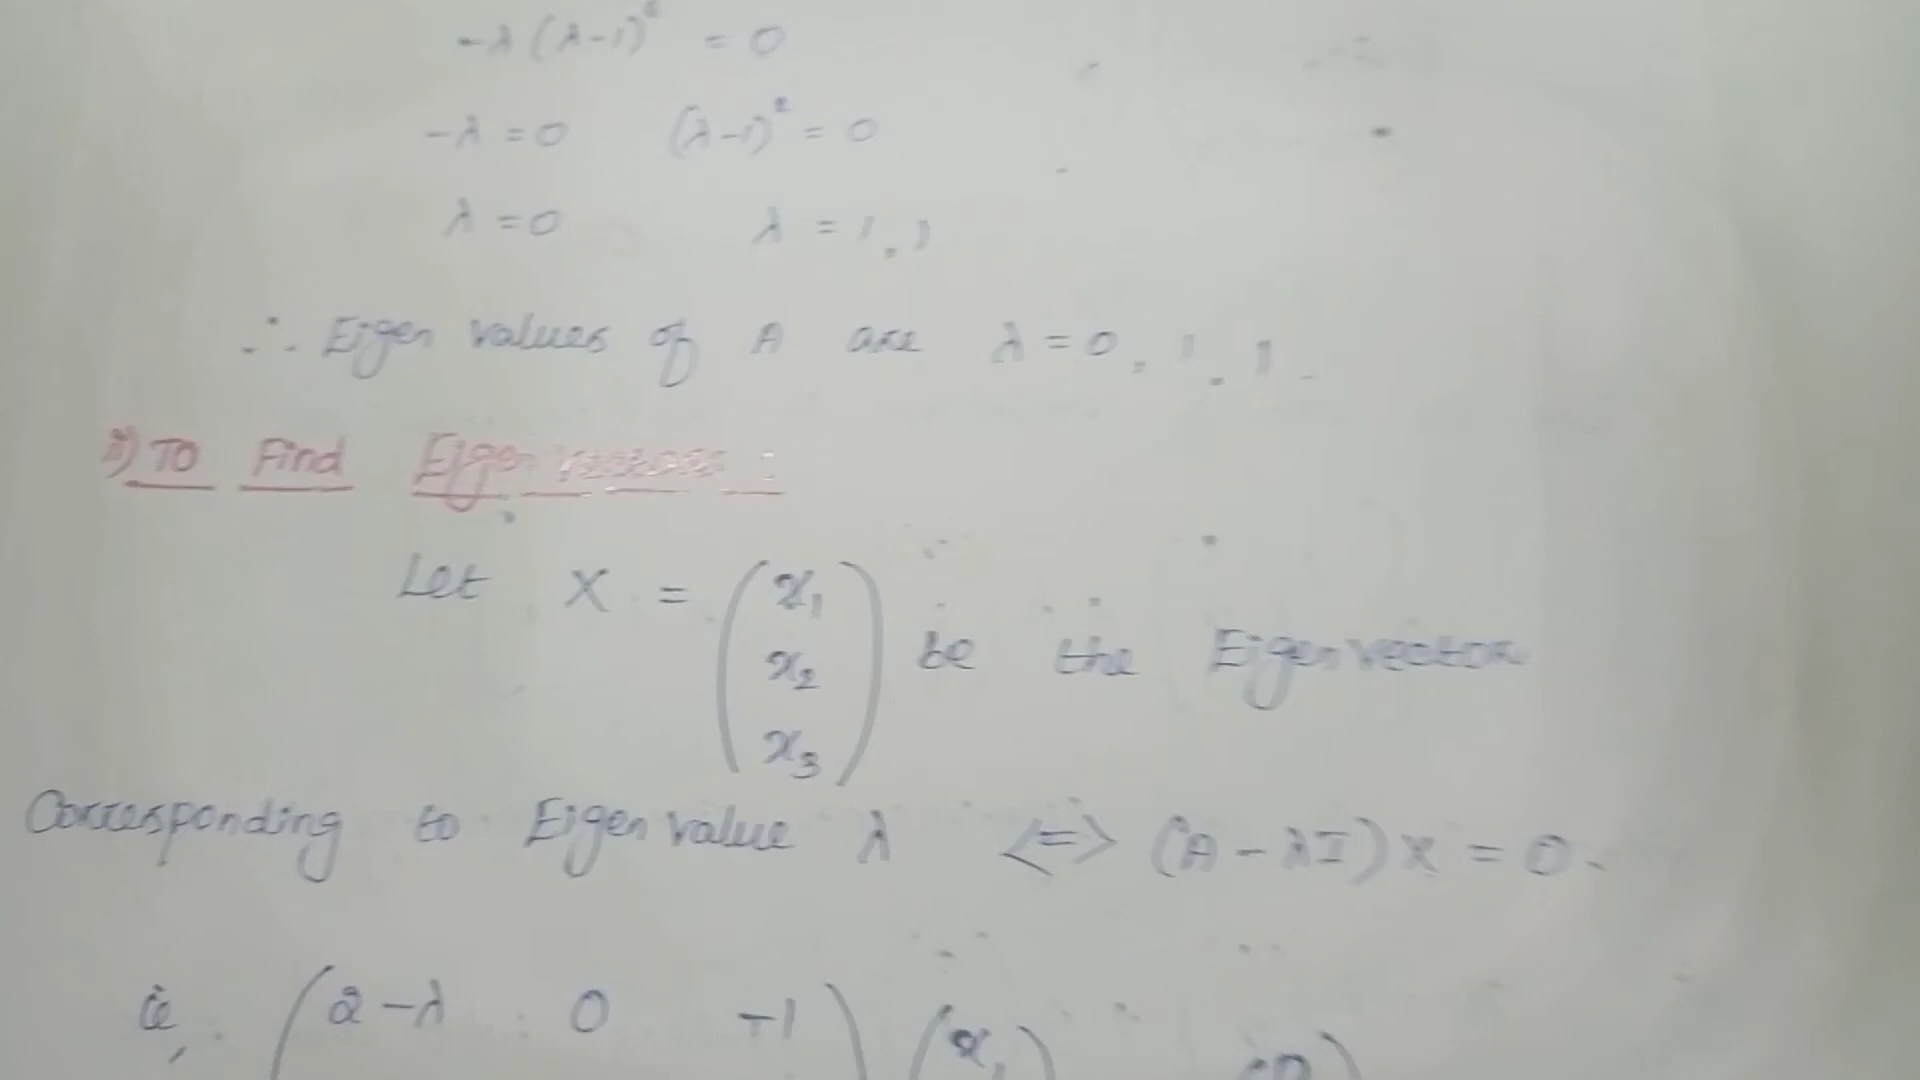 -λ (λ-1)² = 0
-λ = 0 (λ-1)² = 0
λ = 0 λ = 1, 1
∴ Eigen values of A are λ = 0, 1, 1.
ii) To Find Eigen vectors :
Let X = (x₁ x₂ x₃) be the Eigen vector
Corresponding to Eigen value λ <=> (A - λI) X = 0.
ie, (2-λ 0 -1) (x₁